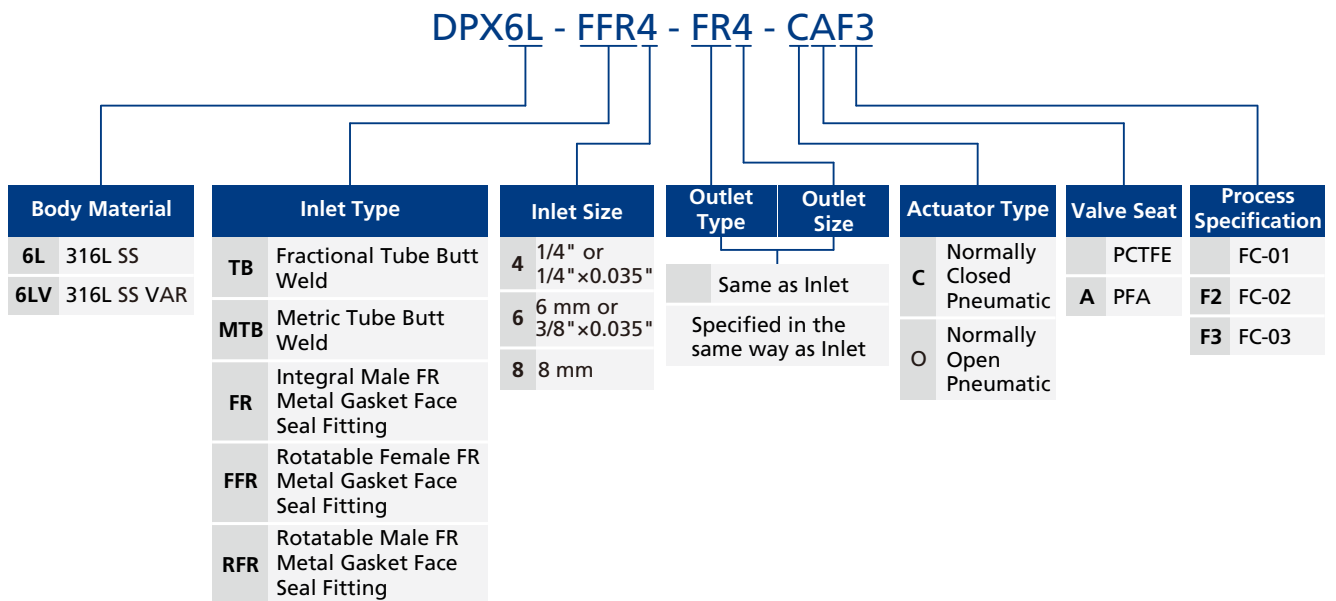 DPX6L - FFR4 - FR4 - CAF3
Body Material
6L 316L SS
6LV 316L SS VAR
Inlet Type
TB Fractional Tube Butt
Weld
MTB Metric Tube Butt
Weld
FR Integral Male FR
Metal Gasket Face
Seal Fitting
FFR Rotatable Female FR
Metal Gasket Face
Seal Fitting
RFR Rotatable Male FR
Metal Gasket Face
Seal Fitting
Inlet Size
4 1/4" or
1/4"×0.035"
6 6 mm or
3/8"×0.035"
8 8 mm
Outlet
Type
Outlet
Size
Same as Inlet
Specified in the
same way as Inlet
Actuator Type
C Normally
Closed
Pneumatic
O Normally
Open
Pneumatic
Valve Seat
PCTFE
A PFA
Process
Specification
FC-01
F2 FC-02
F3 FC-03